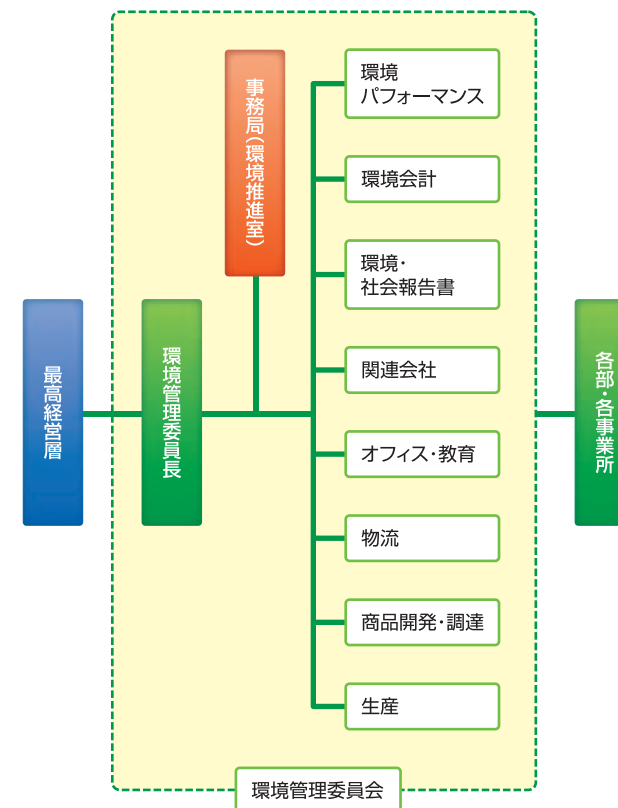 最高経営層
環境管理委員長
事務局（環境推進室）
環境
パフォーマンス
環境会計
環境・
社会報告書
関連会社
オフィス・教育
物流
商品開発・調達
生産
各部・各事業所
環境管理委員会